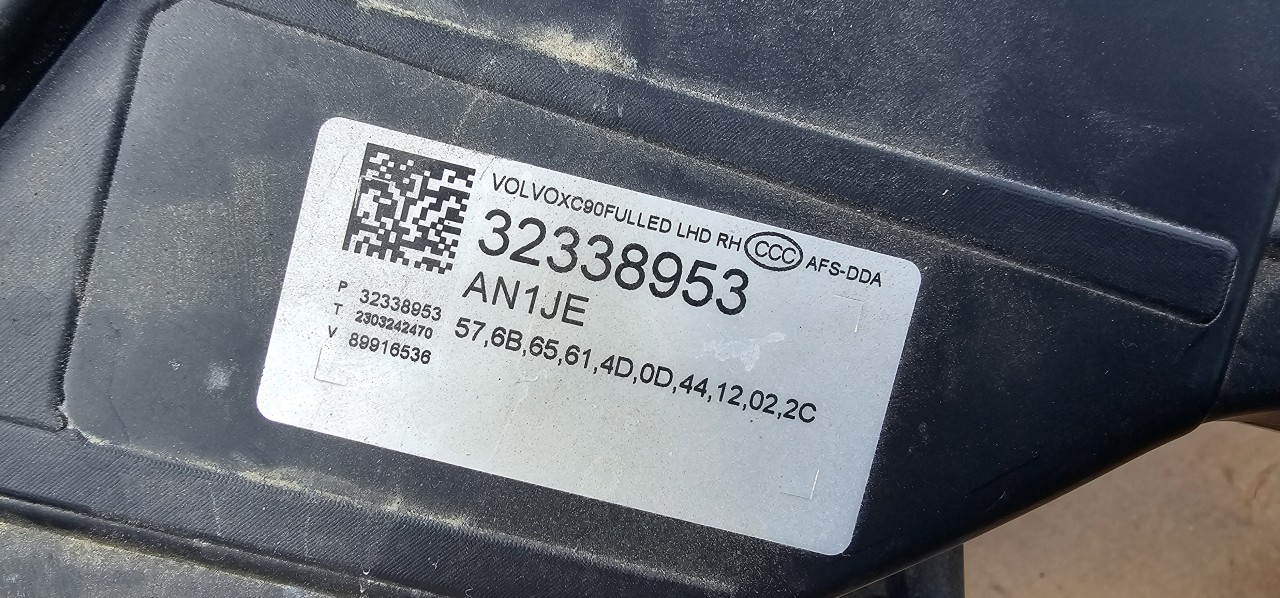 VOLVOXC90FULLED LHD RH CCC AFS-DDA
32338953
AN1JE
57,6B,65,61,4D,0D,44,12,02,2C
P 32338953
T 2303242470
V 89916536